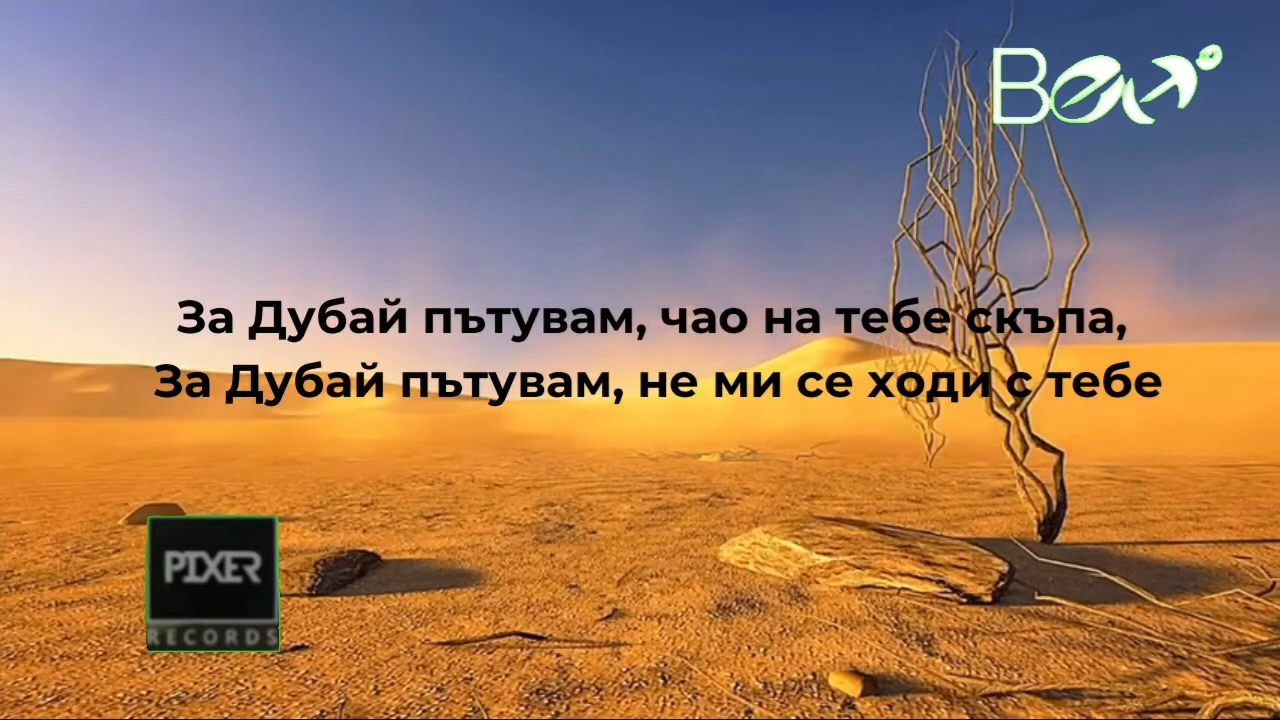 За Дубай пътувам, чао на тебе скъпа,
За Дубай пътувам, не ми се ходи с тебе
PIXER
RECORDS